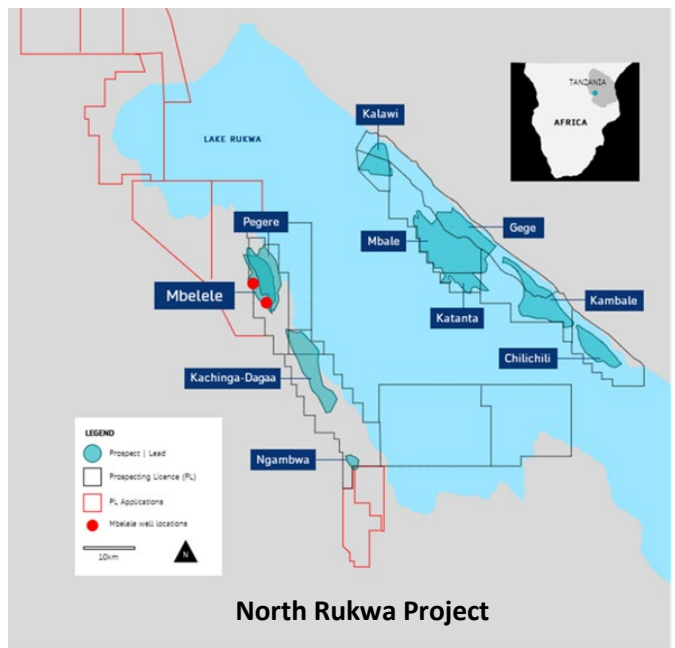 TANZANIA
AFRICA
Kalawi
LAKE RUKWA
Pegere
Gege
Mbale
Mbelele
Kambale
Katanta
Chilichili
Kachinga-Dagaa
Ngambwa
LEGEND
Prospect | Lead
Prospecting Licence (PL)
PL Applications
Mbelele well locations
10km
N
North Rukwa Project